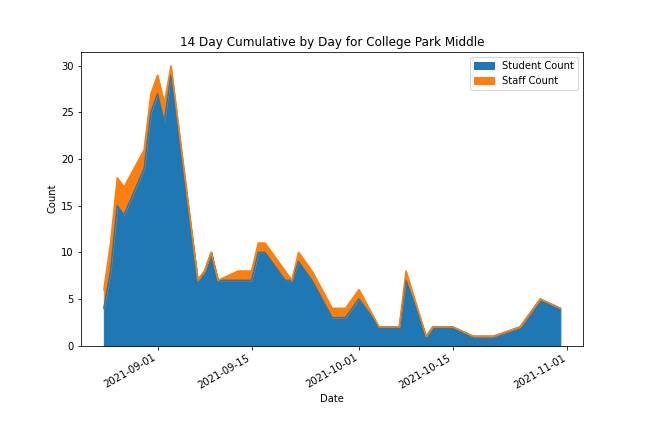 14 Day Cumulative by Day for College Park Middle
Student Count
Staff Count
30
25
20
15
10
5
0
Count
2021-09-01
2021-09-15
2021-10-01
2021-10-15
2021-11-01
Date